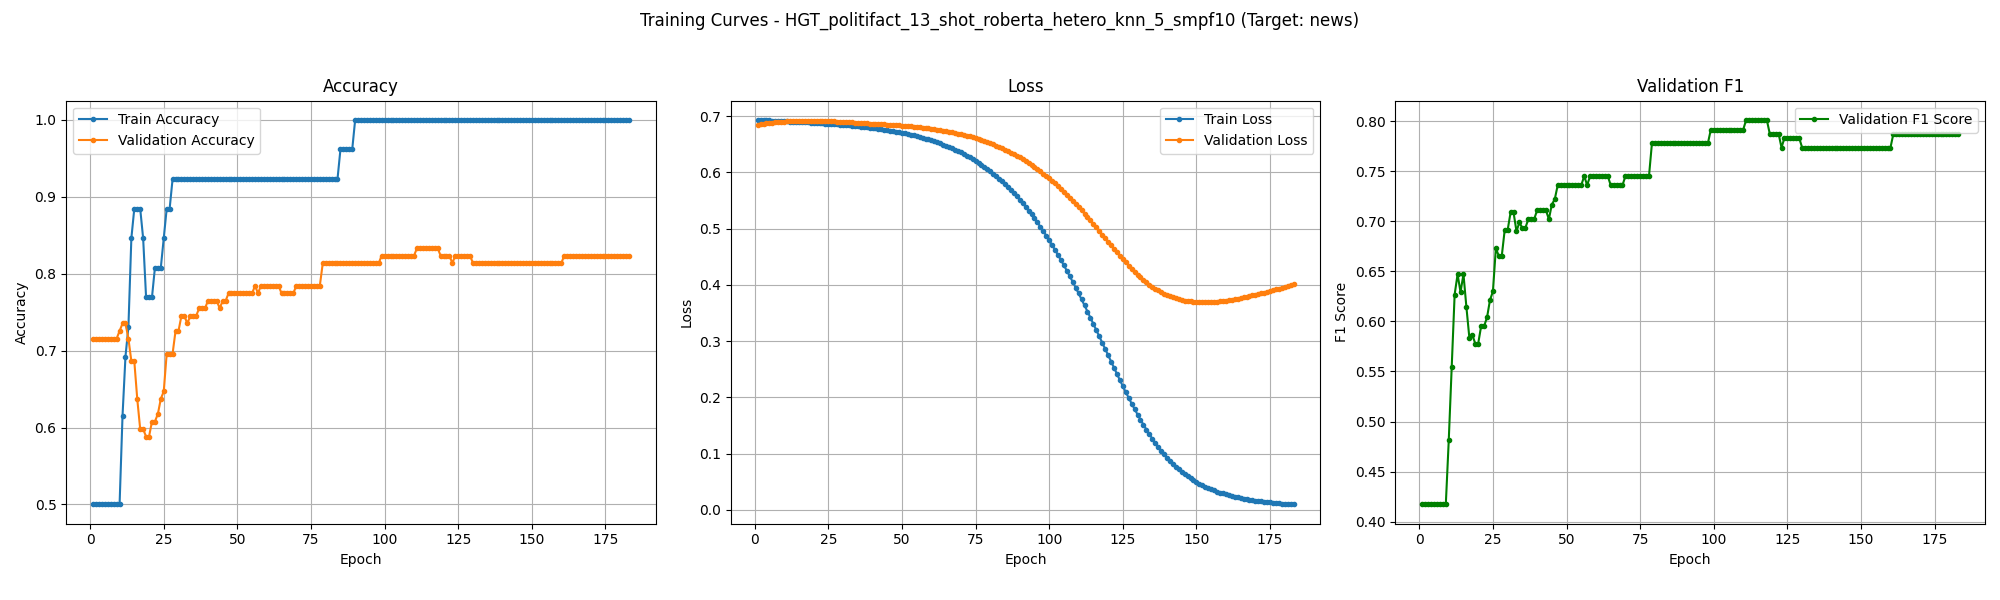 Training Curves - HGT_politifact_13_shot_roberta_hetero_knn_5_smpf10 (Target: news)
Accuracy
Train Accuracy
Validation Accuracy
Accuracy
1.0
0.9
0.8
0.7
0.6
0.5
0 25 50 75 100 125 150 175
Epoch
Loss
Train Loss
Validation Loss
Loss
0.7
0.6
0.5
0.4
0.3
0.2
0.1
0.0
0 25 50 75 100 125 150 175
Epoch
Validation F1
Validation F1 Score
F1 Score
0.80
0.75
0.70
0.65
0.60
0.55
0.50
0.45
0.40
0 25 50 75 100 125 150 175
Epoch